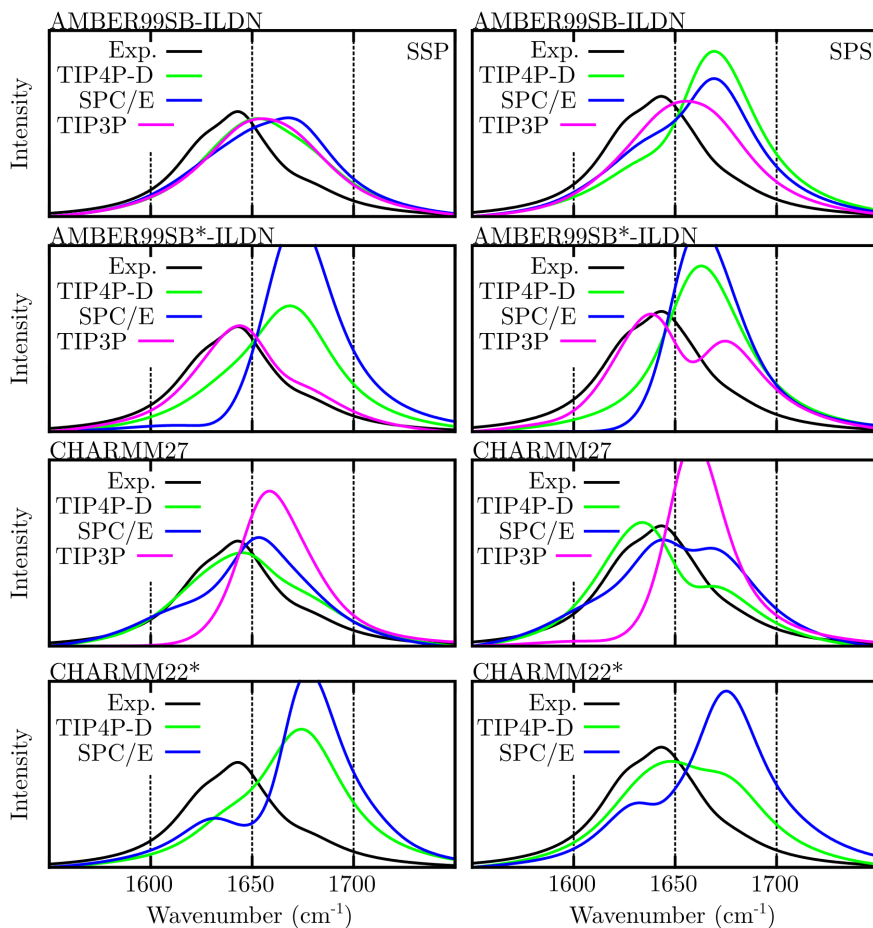 AMBER99SB-ILDN
Exp.
TIP4P-D
SPC/E
TIP3P
SSP
Intensity
AMBER99SB-ILDN
Exp.
TIP4P-D
SPC/E
TIP3P
SPS
AMBER99SB*-ILDN
Exp.
TIP4P-D
SPC/E
TIP3P
Intensity
AMBER99SB*-ILDN
Exp.
TIP4P-D
SPC/E
TIP3P
CHARMM27
Exp.
TIP4P-D
SPC/E
TIP3P
Intensity
CHARMM27
Exp.
TIP4P-D
SPC/E
TIP3P
CHARMM22*
Exp.
TIP4P-D
SPC/E
Intensity
1600 1650 1700
Wavenumber (cm⁻¹)
CHARMM22*
Exp.
TIP4P-D
SPC/E
1600 1650 1700
Wavenumber (cm⁻¹)